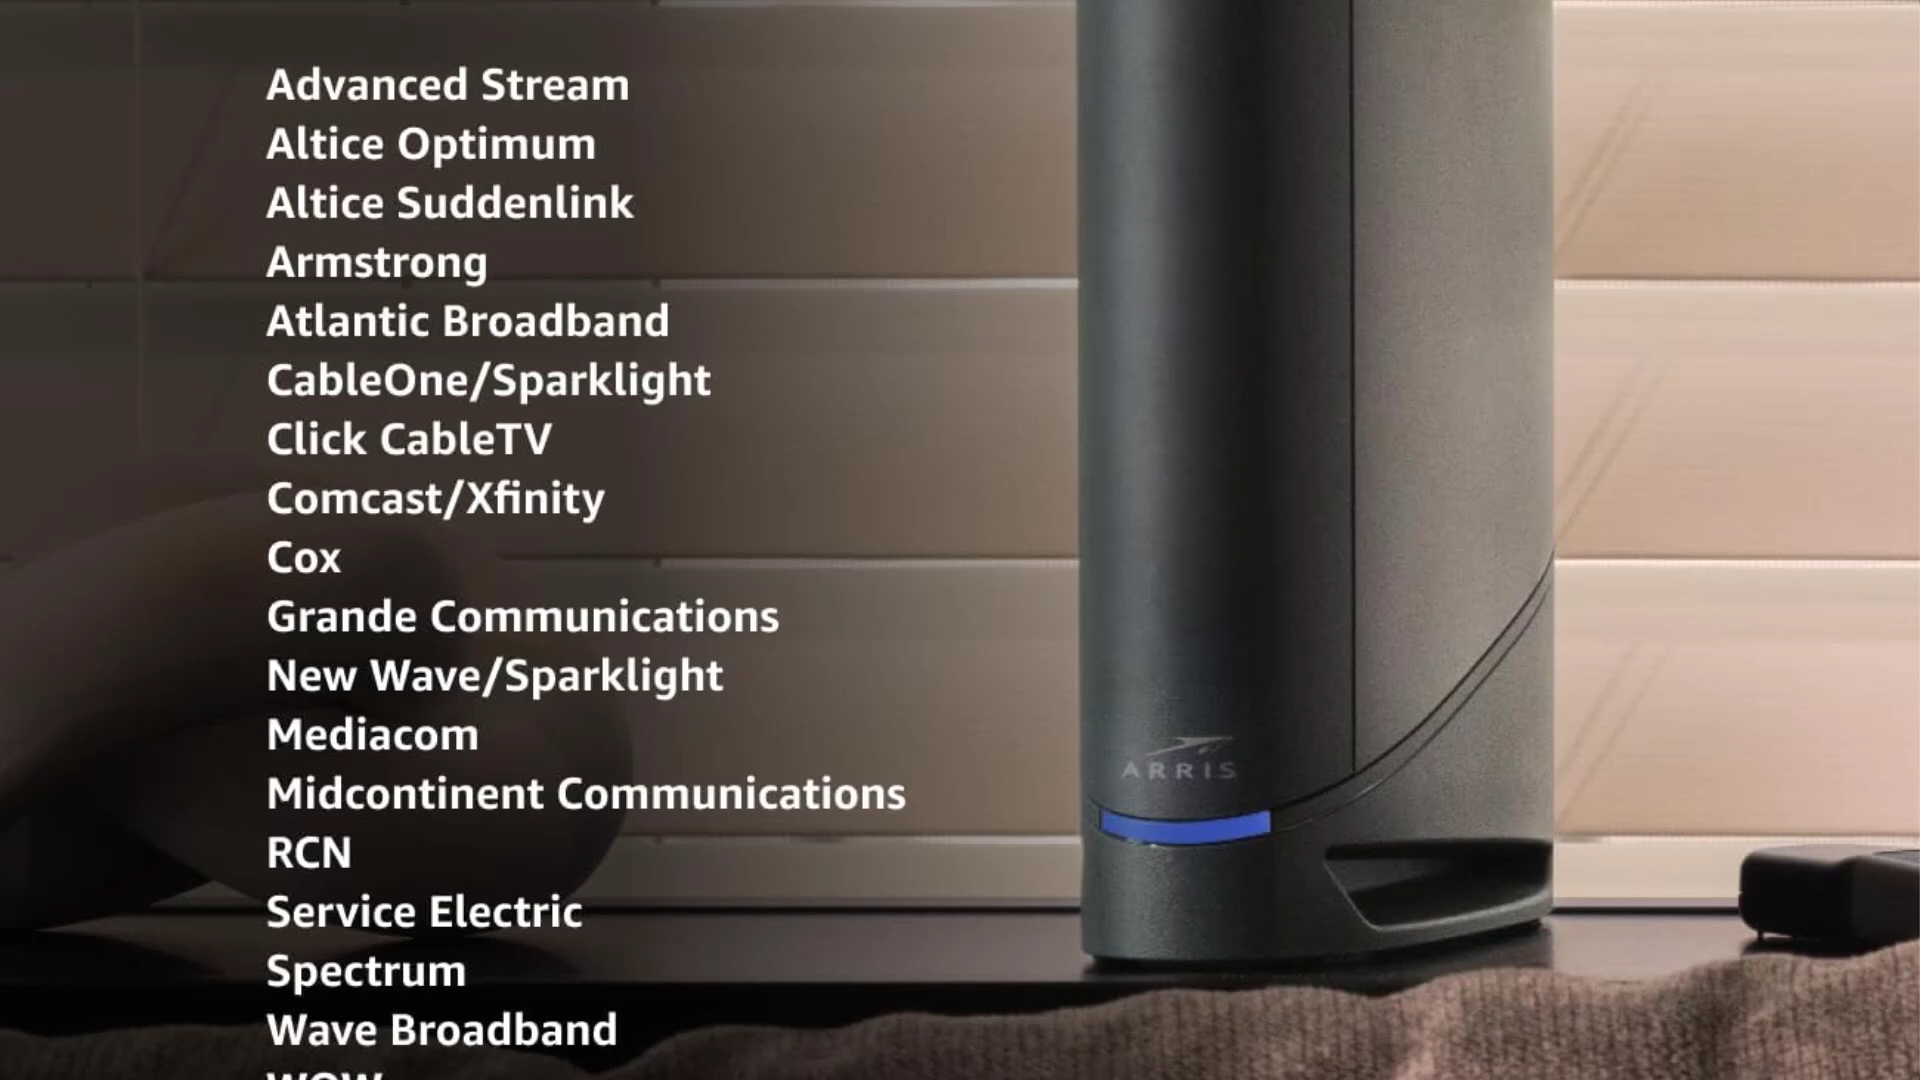 Advanced Stream
Altice Optimum
Altice Suddenlink
Armstrong
Atlantic Broadband
CableOne/Sparklight
Click CableTV
Comcast/Xfinity
Cox
Grande Communications
New Wave/Sparklight
Mediacom
Midcontinent Communications
RCN
Service Electric
Spectrum
Wave Broadband
WOW
ARRIS